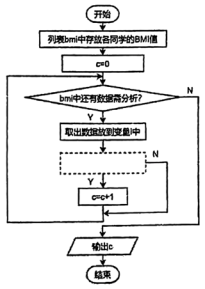 开始
列表bmi中存放各同学的BMI值
c=0
bmi中还有数据需分析?
N
Y
取出数据放到变量i中
N
Y
c=c+1
输出c
结束